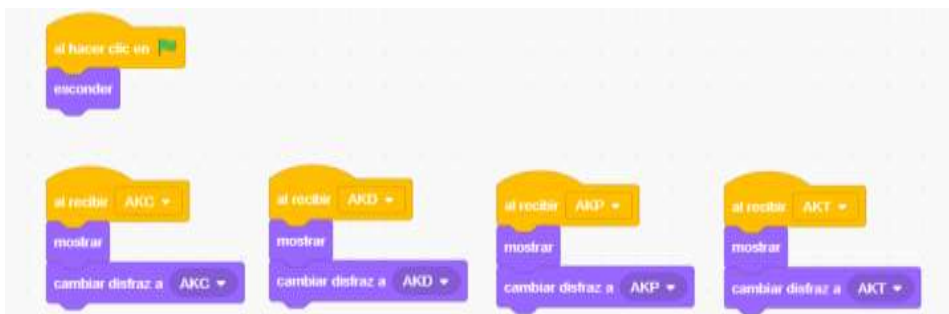 al hacer clic en
esconder
al recibir AKC
mostrar
cambiar disfraz a AKC
al recibir AKD
mostrar
cambiar disfraz a AKD
al recibir AKP
mostrar
cambiar disfraz a AKP
al recibir AKT
mostrar
cambiar disfraz a AKT